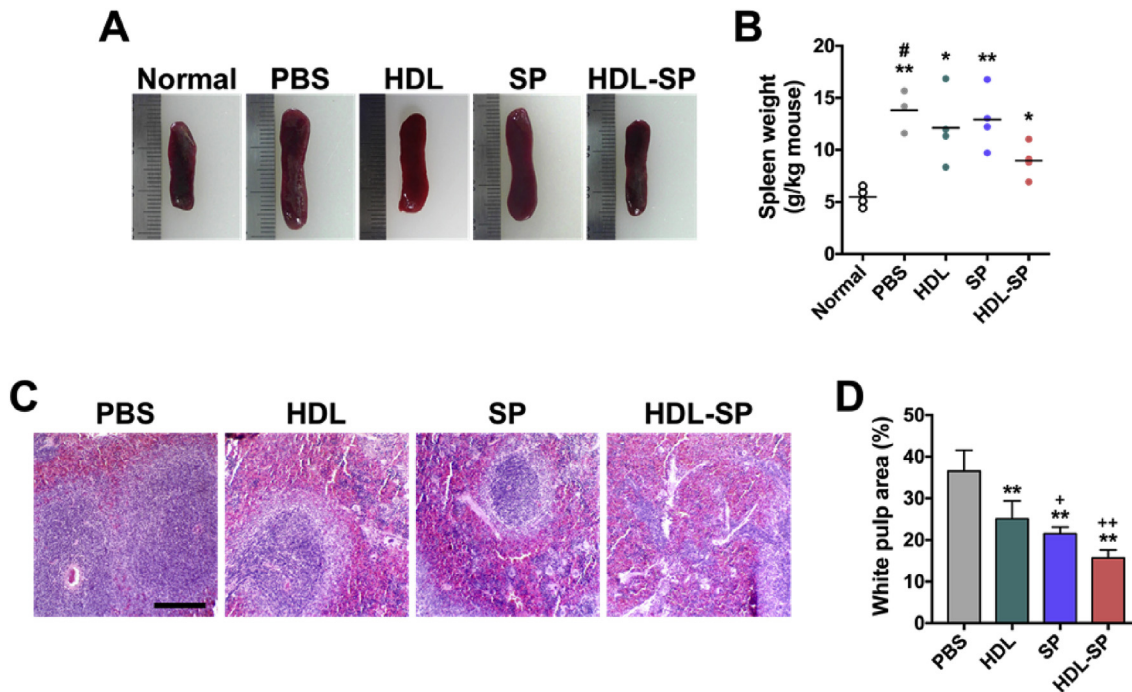 A
Normal PBS HDL SP HDL-SP
B
Spleen weight
(g/kg mouse)
20
15
10
5
0
#
**
*
**
*
Normal
PBS
HDL
SP
HDL-SP
C
PBS HDL SP HDL-SP
D
White pulp area (%)
50
40
30
20
10
0
**
+
**
++
**
PBS
HDL
SP
HDL-SP